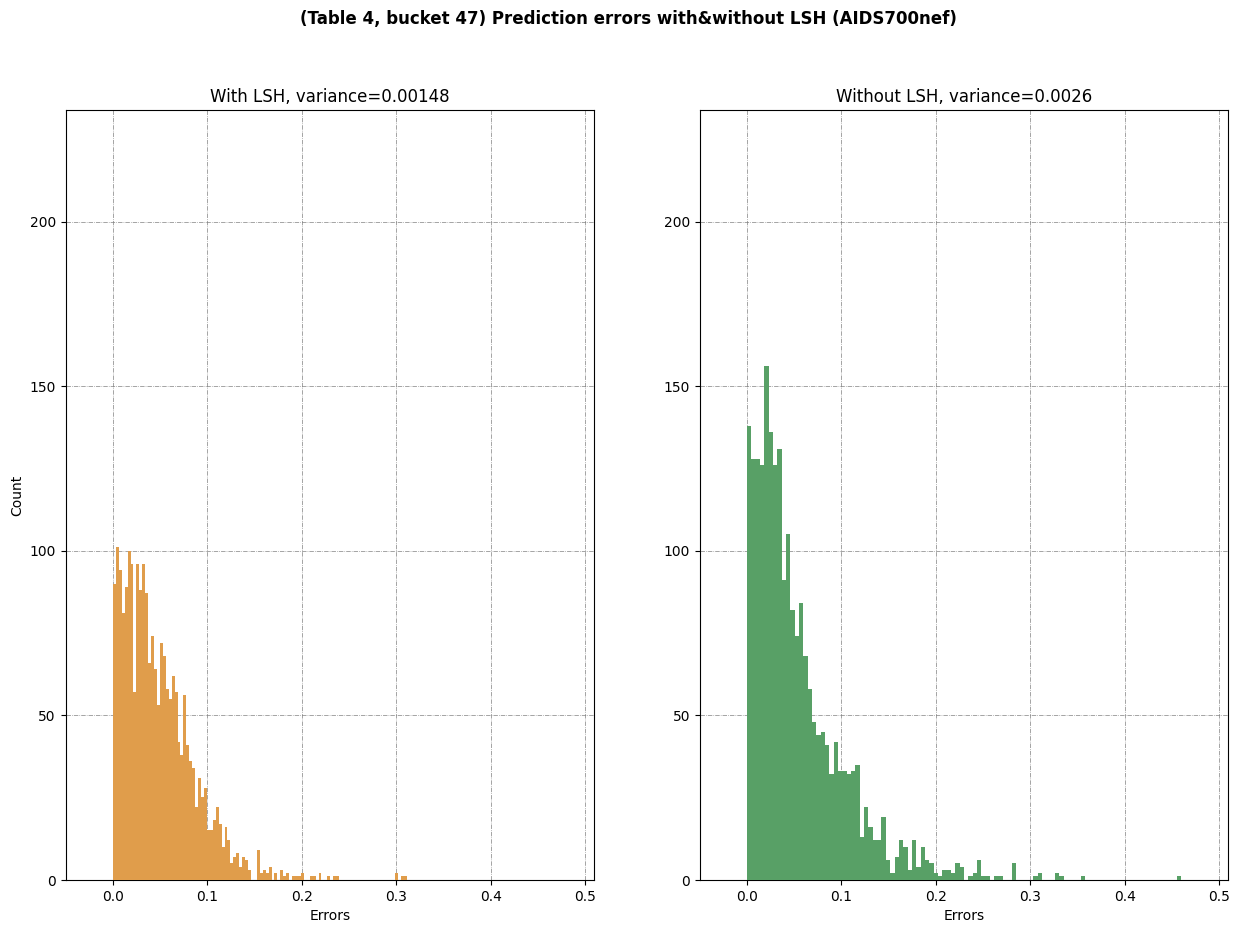 (Table 4, bucket 47) Prediction errors with&without LSH (AIDS700nef)
With LSH, variance=0.00148
200
150
100
50
0
Count
0.0 0.1 0.2 0.3 0.4 0.5
Errors
Without LSH, variance=0.0026
200
150
100
50
0
0.0 0.1 0.2 0.3 0.4 0.5
Errors